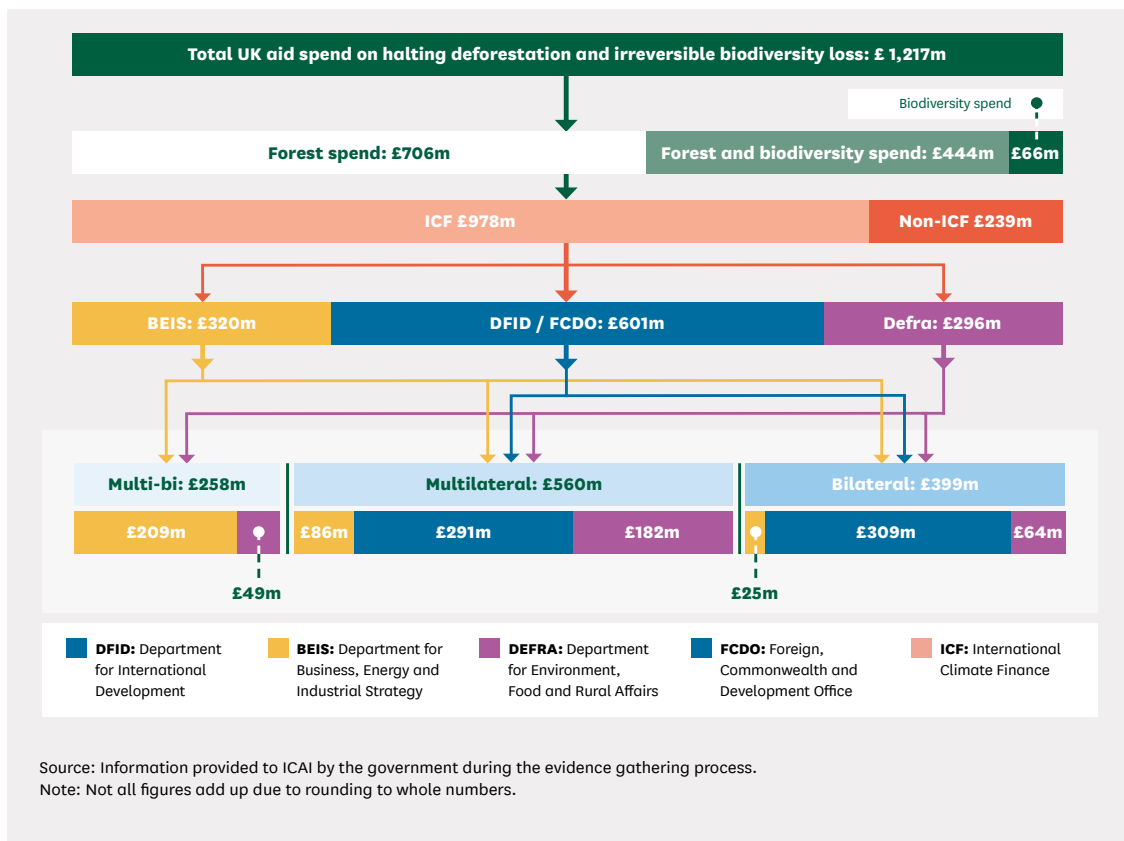 Total UK aid spend on halting deforestation and irreversible biodiversity loss: £ 1,217m
Biodiversity spend
Forest spend: £706m
Forest and biodiversity spend: £444m
£66m
ICF £978m
Non-ICF £239m
BEIS: £320m
DFID / FCDO: £601m
Defra: £296m
Multi-bi: £258m
Multilateral: £560m
Bilateral: £399m
£209m
£86m
£291m
£182m
£309m
£64m
£49m
£25m
DFID: Department
for International
Development
BEIS: Department for
Business, Energy and
Industrial Strategy
DEFRA: Department
for Environment,
Food and Rural Affairs
FCDO: Foreign,
Commonwealth and
Development Office
ICF: International
Climate Finance
Source: Information provided to ICAI by the government during the evidence gathering process.
Note: Not all figures add up due to rounding to whole numbers.